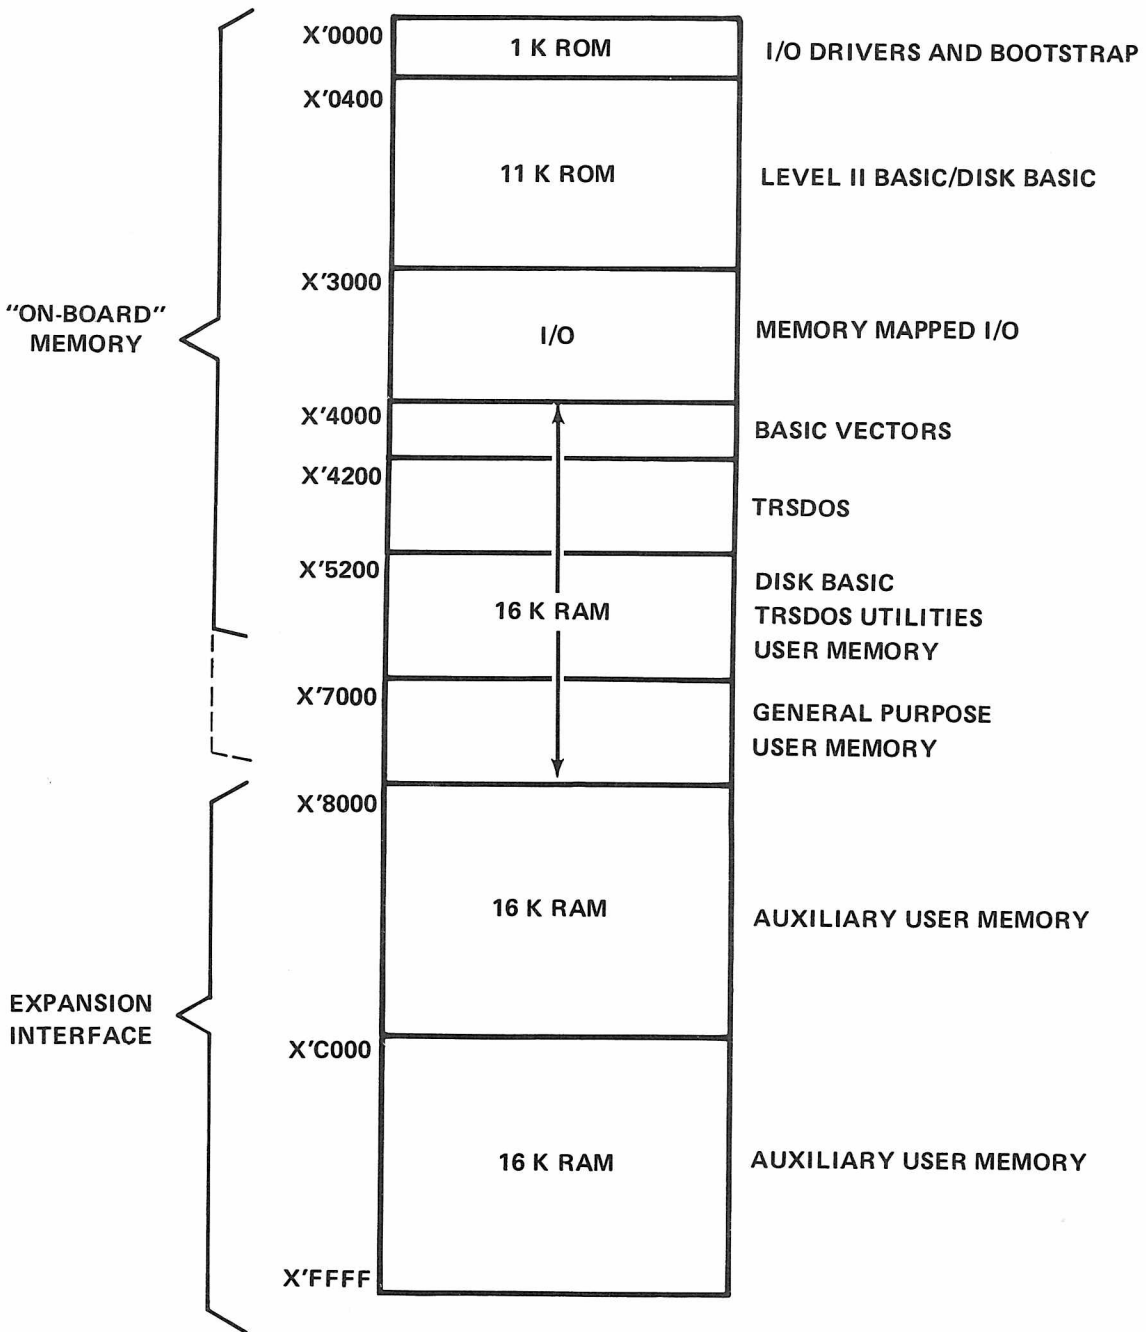 X'0000
1 K ROM
I/O DRIVERS AND BOOTSTRAP
X'0400
11 K ROM
LEVEL II BASIC/DISK BASIC
X'3000
"ON-BOARD"
MEMORY
I/O
MEMORY MAPPED I/O
X'4000
BASIC VECTORS
X'4200
TRSDOS
X'5200
16 K RAM
DISK BASIC
TRSDOS UTILITIES
USER MEMORY
X'7000
GENERAL PURPOSE
USER MEMORY
X'8000
16 K RAM
AUXILIARY USER MEMORY
EXPANSION
INTERFACE
X'C000
16 K RAM
AUXILIARY USER MEMORY
X'FFFF